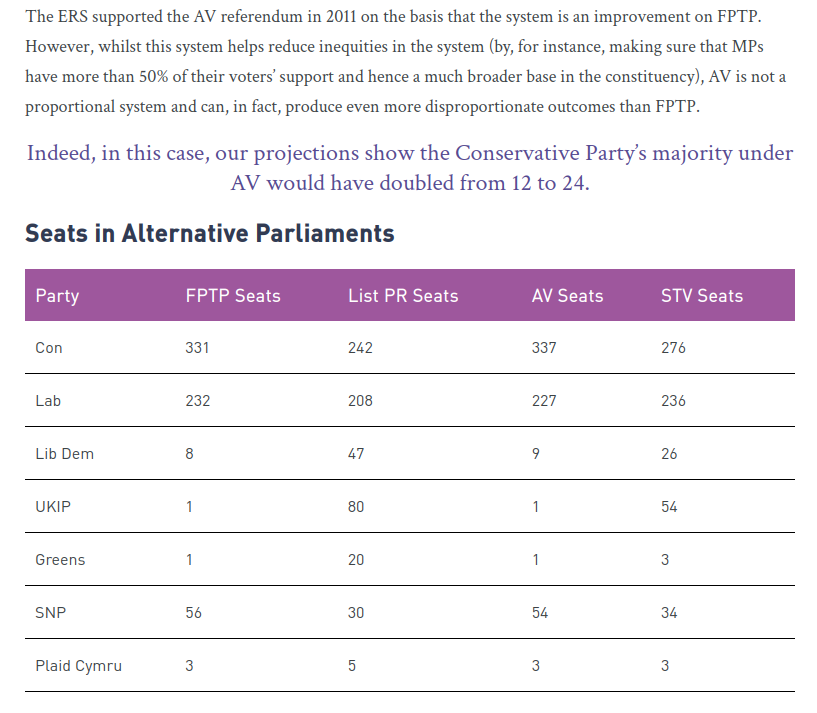 The ERS supported the AV referendum in 2011 on the basis that the system is an improvement on FPTP.
However, whilst this system helps reduce inequities in the system (by, for instance, making sure that MPs
have more than 50% of their voters’ support and hence a much broader base in the constituency), AV is not a
proportional system and can, in fact, produce even more disproportionate outcomes than FPTP.
Indeed, in this case, our projections show the Conservative Party’s majority under
AV would have doubled from 12 to 24.
Seats in Alternative Parliaments
Party FPTP Seats List PR Seats AV Seats STV Seats
Con 331 242 337 276
Lab 232 208 227 236
Lib Dem 8 47 9 26
UKIP 1 80 1 54
Greens 1 20 1 3
SNP 56 30 54 34
Plaid Cymru 3 5 3 3